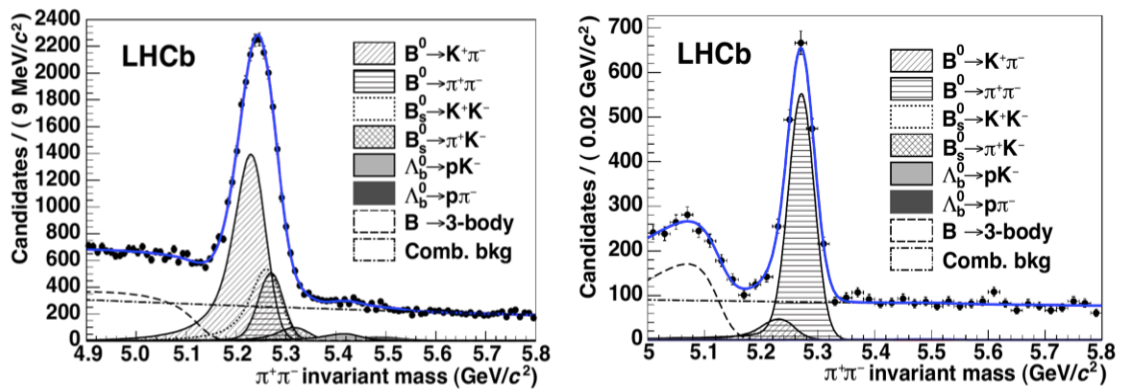 Candidates / ( 9 MeV/c²)
2400
2200
2000
1800
1600
1400
1200
1000
800
600
400
200
0
LHCb
B⁰→K⁺π⁻
B⁰→π⁺π⁻
B⁰ₛ→K⁺K⁻
B⁰ₛ→π⁺K⁻
Λ⁰_b→pK⁻
Λ⁰_b→pπ⁻
B →3-body
Comb. bkg
4.9 5 5.1 5.2 5.3 5.4 5.5 5.6 5.7 5.8
π⁺π⁻ invariant mass (GeV/c²)
Candidates / ( 0.02 GeV/c²)
700
600
500
400
300
200
100
0
LHCb
B⁰→K⁺π⁻
B⁰→π⁺π⁻
B⁰ₛ→K⁺K⁻
B⁰ₛ→π⁺K⁻
Λ⁰_b→pK⁻
Λ⁰_b→pπ⁻
B →3-body
Comb. bkg
5 5.1 5.2 5.3 5.4 5.5 5.6 5.7 5.8
π⁺π⁻ invariant mass (GeV/c²)